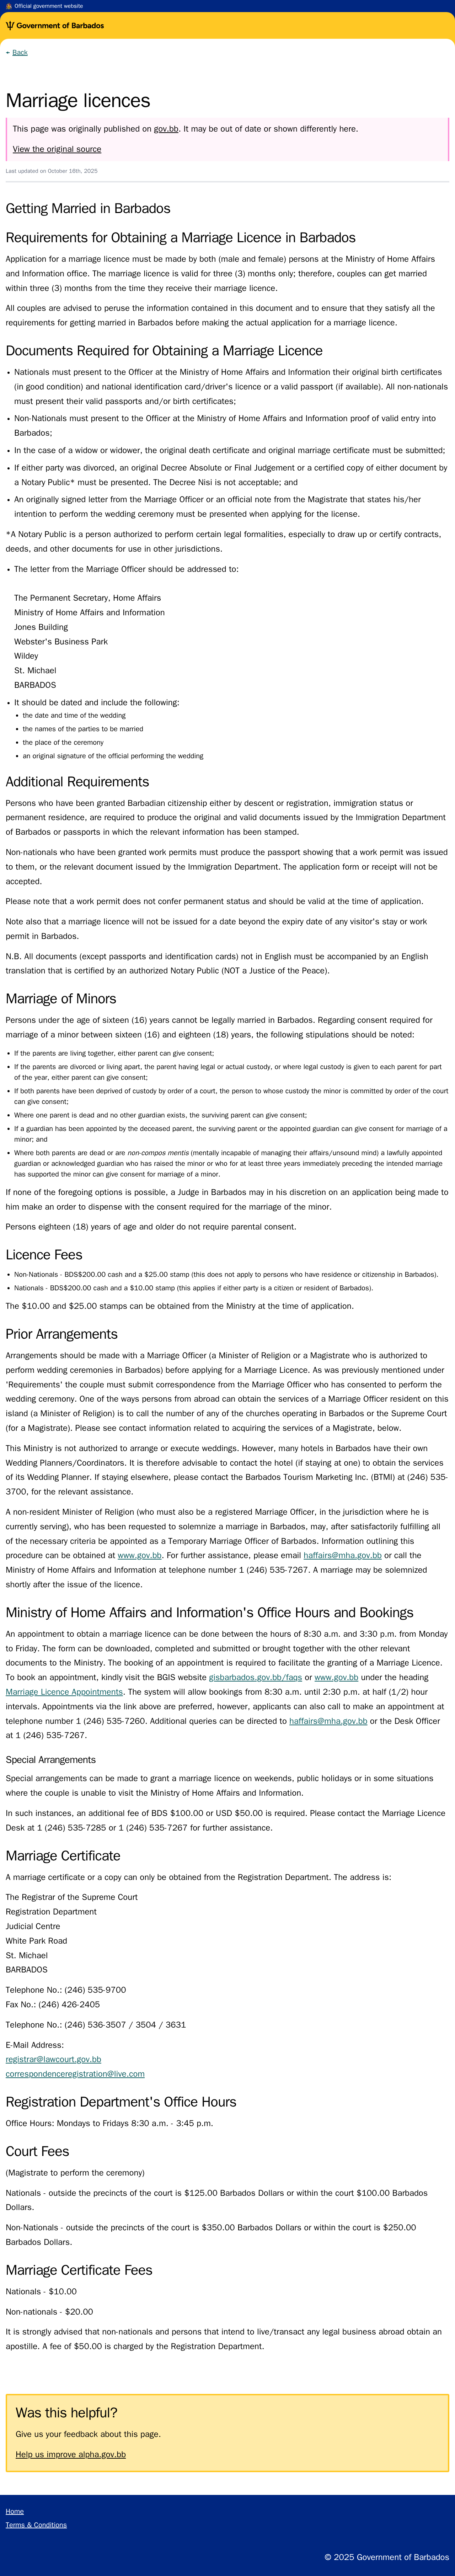 Official government website
Government of Barbados
← Back
Marriage licences
This page was originally published on gov.bb. It may be out of date or shown differently here.
View the original source
Last updated on October 16th, 2025
Getting Married in Barbados
Requirements for Obtaining a Marriage Licence in Barbados
Application for a marriage licence must be made by both (male and female) persons at the Ministry of Home Affairs
and Information office. The marriage licence is valid for three (3) months only; therefore, couples can get married
within three (3) months from the time they receive their marriage licence.
All couples are advised to peruse the information contained in this document and to ensure that they satisfy all the
requirements for getting married in Barbados before making the actual application for a marriage licence.
Documents Required for Obtaining a Marriage Licence
• Nationals must present to the Officer at the Ministry of Home Affairs and Information their original birth certificates
(in good condition) and national identification card/driver's licence or a valid passport (if available). All non-nationals
must present their valid passports and/or birth certificates;
• Non-Nationals must present to the Officer at the Ministry of Home Affairs and Information proof of valid entry into
Barbados;
• In the case of a widow or widower, the original death certificate and original marriage certificate must be submitted;
• If either party was divorced, an original Decree Absolute or Final Judgement or a certified copy of either document by
a Notary Public* must be presented. The Decree Nisi is not acceptable; and
• An originally signed letter from the Marriage Officer or an official note from the Magistrate that states his/her
intention to perform the wedding ceremony must be presented when applying for the license.
*A Notary Public is a person authorized to perform certain legal formalities, especially to draw up or certify contracts,
deeds, and other documents for use in other jurisdictions.
• The letter from the Marriage Officer should be addressed to:
The Permanent Secretary, Home Affairs
Ministry of Home Affairs and Information
Jones Building
Webster's Business Park
Wildey
St. Michael
BARBADOS
• It should be dated and include the following:
• the date and time of the wedding
• the names of the parties to be married
• the place of the ceremony
• an original signature of the official performing the wedding
Additional Requirements
Persons who have been granted Barbadian citizenship either by descent or registration, immigration status or
permanent residence, are required to produce the original and valid documents issued by the Immigration Department
of Barbados or passports in which the relevant information has been stamped.
Non-nationals who have been granted work permits must produce the passport showing that a work permit was issued
to them, or the relevant document issued by the Immigration Department. The application form or receipt will not be
accepted.
Please note that a work permit does not confer permanent status and should be valid at the time of application.
Note also that a marriage licence will not be issued for a date beyond the expiry date of any visitor's stay or work
permit in Barbados.
N.B. All documents (except passports and identification cards) not in English must be accompanied by an English
translation that is certified by an authorized Notary Public (NOT a Justice of the Peace).
Marriage of Minors
Persons under the age of sixteen (16) years cannot be legally married in Barbados. Regarding consent required for
marriage of a minor between sixteen (16) and eighteen (18) years, the following stipulations should be noted:
• If the parents are living together, either parent can give consent;
• If the parents are divorced or living apart, the parent having legal or actual custody, or where legal custody is given to each parent for part
of the year, either parent can give consent;
• If both parents have been deprived of custody by order of a court, the person to whose custody the minor is committed by order of the court
can give consent;
• Where one parent is dead and no other guardian exists, the surviving parent can give consent;
• If a guardian has been appointed by the deceased parent, the surviving parent or the appointed guardian can give consent for marriage of a
minor; and
• Where both parents are dead or are non-compos mentis (mentally incapable of managing their affairs/unsound mind) a lawfully appointed
guardian or acknowledged guardian who has raised the minor or who for at least three years immediately preceding the intended marriage
has supported the minor can give consent for marriage of a minor.
If none of the foregoing options is possible, a Judge in Barbados may in his discretion on an application being made to
him make an order to dispense with the consent required for the marriage of the minor.
Persons eighteen (18) years of age and older do not require parental consent.
Licence Fees
• Non-Nationals - BDS$200.00 cash and a $25.00 stamp (this does not apply to persons who have residence or citizenship in Barbados).
• Nationals - BDS$200.00 cash and a $10.00 stamp (this applies if either party is a citizen or resident of Barbados).
The $10.00 and $25.00 stamps can be obtained from the Ministry at the time of application.
Prior Arrangements
Arrangements should be made with a Marriage Officer (a Minister of Religion or a Magistrate who is authorized to
perform wedding ceremonies in Barbados) before applying for a Marriage Licence. As was previously mentioned under
'Requirements' the couple must submit correspondence from the Marriage Officer who has consented to perform the
wedding ceremony. One of the ways persons from abroad can obtain the services of a Marriage Officer resident on this
island (a Minister of Religion) is to call the number of any of the churches operating in Barbados or the Supreme Court
(for a Magistrate). Please see contact information related to acquiring the services of a Magistrate, below.
This Ministry is not authorized to arrange or execute weddings. However, many hotels in Barbados have their own
Wedding Planners/Coordinators. It is therefore advisable to contact the hotel (if staying at one) to obtain the services
of its Wedding Planner. If staying elsewhere, please contact the Barbados Tourism Marketing Inc. (BTMI) at (246) 535-
3700, for the relevant assistance.
A non-resident Minister of Religion (who must also be a registered Marriage Officer, in the jurisdiction where he is
currently serving), who has been requested to solemnize a marriage in Barbados, may, after satisfactorily fulfilling all
of the necessary criteria be appointed as a Temporary Marriage Officer of Barbados. Information outlining this
procedure can be obtained at www.gov.bb. For further assistance, please email haffairs@mha.gov.bb or call the
Ministry of Home Affairs and Information at telephone number 1 (246) 535-7267. A marriage may be solemnized
shortly after the issue of the licence.
Ministry of Home Affairs and Information's Office Hours and Bookings
An appointment to obtain a marriage licence can be done between the hours of 8:30 a.m. and 3:30 p.m. from Monday
to Friday. The form can be downloaded, completed and submitted or brought together with the other relevant
documents to the Ministry. The booking of an appointment is required to facilitate the granting of a Marriage Licence.
To book an appointment, kindly visit the BGIS website gisbarbados.gov.bb/faqs or www.gov.bb under the heading
Marriage Licence Appointments. The system will allow bookings from 8:30 a.m. until 2:30 p.m. at half (1/2) hour
intervals. Appointments via the link above are preferred, however, applicants can also call to make an appointment at
telephone number 1 (246) 535-7260. Additional queries can be directed to haffairs@mha.gov.bb or the Desk Officer
at 1 (246) 535-7267.
Special Arrangements
Special arrangements can be made to grant a marriage licence on weekends, public holidays or in some situations
where the couple is unable to visit the Ministry of Home Affairs and Information.
In such instances, an additional fee of BDS $100.00 or USD $50.00 is required. Please contact the Marriage Licence
Desk at 1 (246) 535-7285 or 1 (246) 535-7267 for further assistance.
Marriage Certificate
A marriage certificate or a copy can only be obtained from the Registration Department. The address is:
The Registrar of the Supreme Court
Registration Department
Judicial Centre
White Park Road
St. Michael
BARBADOS
Telephone No.: (246) 535-9700
Fax No.: (246) 426-2405
Telephone No.: (246) 536-3507 / 3504 / 3631
E-Mail Address:
registrar@lawcourt.gov.bb
correspondenceregistration@live.com
Registration Department's Office Hours
Office Hours: Mondays to Fridays 8:30 a.m. - 3:45 p.m.
Court Fees
(Magistrate to perform the ceremony)
Nationals - outside the precincts of the court is $125.00 Barbados Dollars or within the court $100.00 Barbados
Dollars.
Non-Nationals - outside the precincts of the court is $350.00 Barbados Dollars or within the court is $250.00
Barbados Dollars.
Marriage Certificate Fees
Nationals - $10.00
Non-nationals - $20.00
It is strongly advised that non-nationals and persons that intend to live/transact any legal business abroad obtain an
apostille. A fee of $50.00 is charged by the Registration Department.
Was this helpful?
Give us your feedback about this page.
Help us improve alpha.gov.bb
Home
Terms & Conditions
© 2025 Government of Barbados